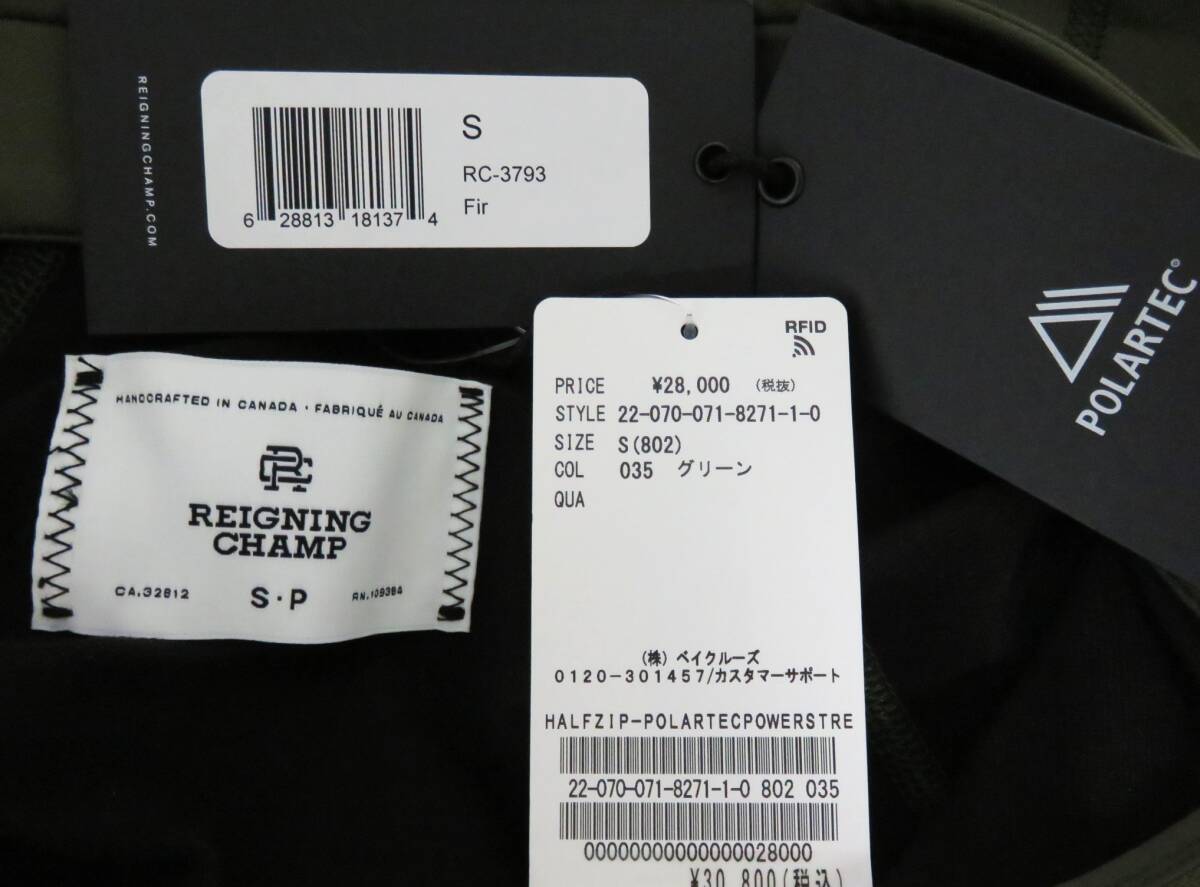 REIGNINGCHAMP.COM
S
RC-3793
Fir
6 28813 18137 4
POLARTEC®
HANDCRAFTED IN CANADA · FABRIQUÉ AU CANADA
RC
REIGNING
CHAMP
CA.32812 S·P RN.109384
RFID
PRICE ¥28,000 (税抜)
STYLE 22-070-071-8271-1-0
SIZE S(802)
COL 035 グリーン
QUA
(株) ベイクルーズ
0120-301457/カスタマーサポート
HALFZIP-POLARTECPOWERSTRE
22-070-071-8271-1-0 802 035
00000000000000028000
¥30,800(税込)